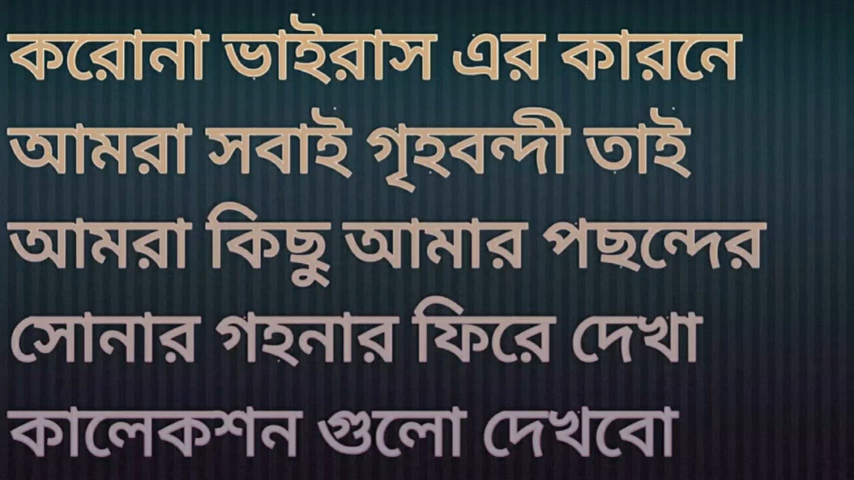 করোনা ভাইরাস এর কারনে
আমরা সবাই গৃহবন্দী তাই
আমরা কিছু আমার পছন্দের
সোনার গহনার ফিরে দেখা
কালেকশন গুলো দেখবো